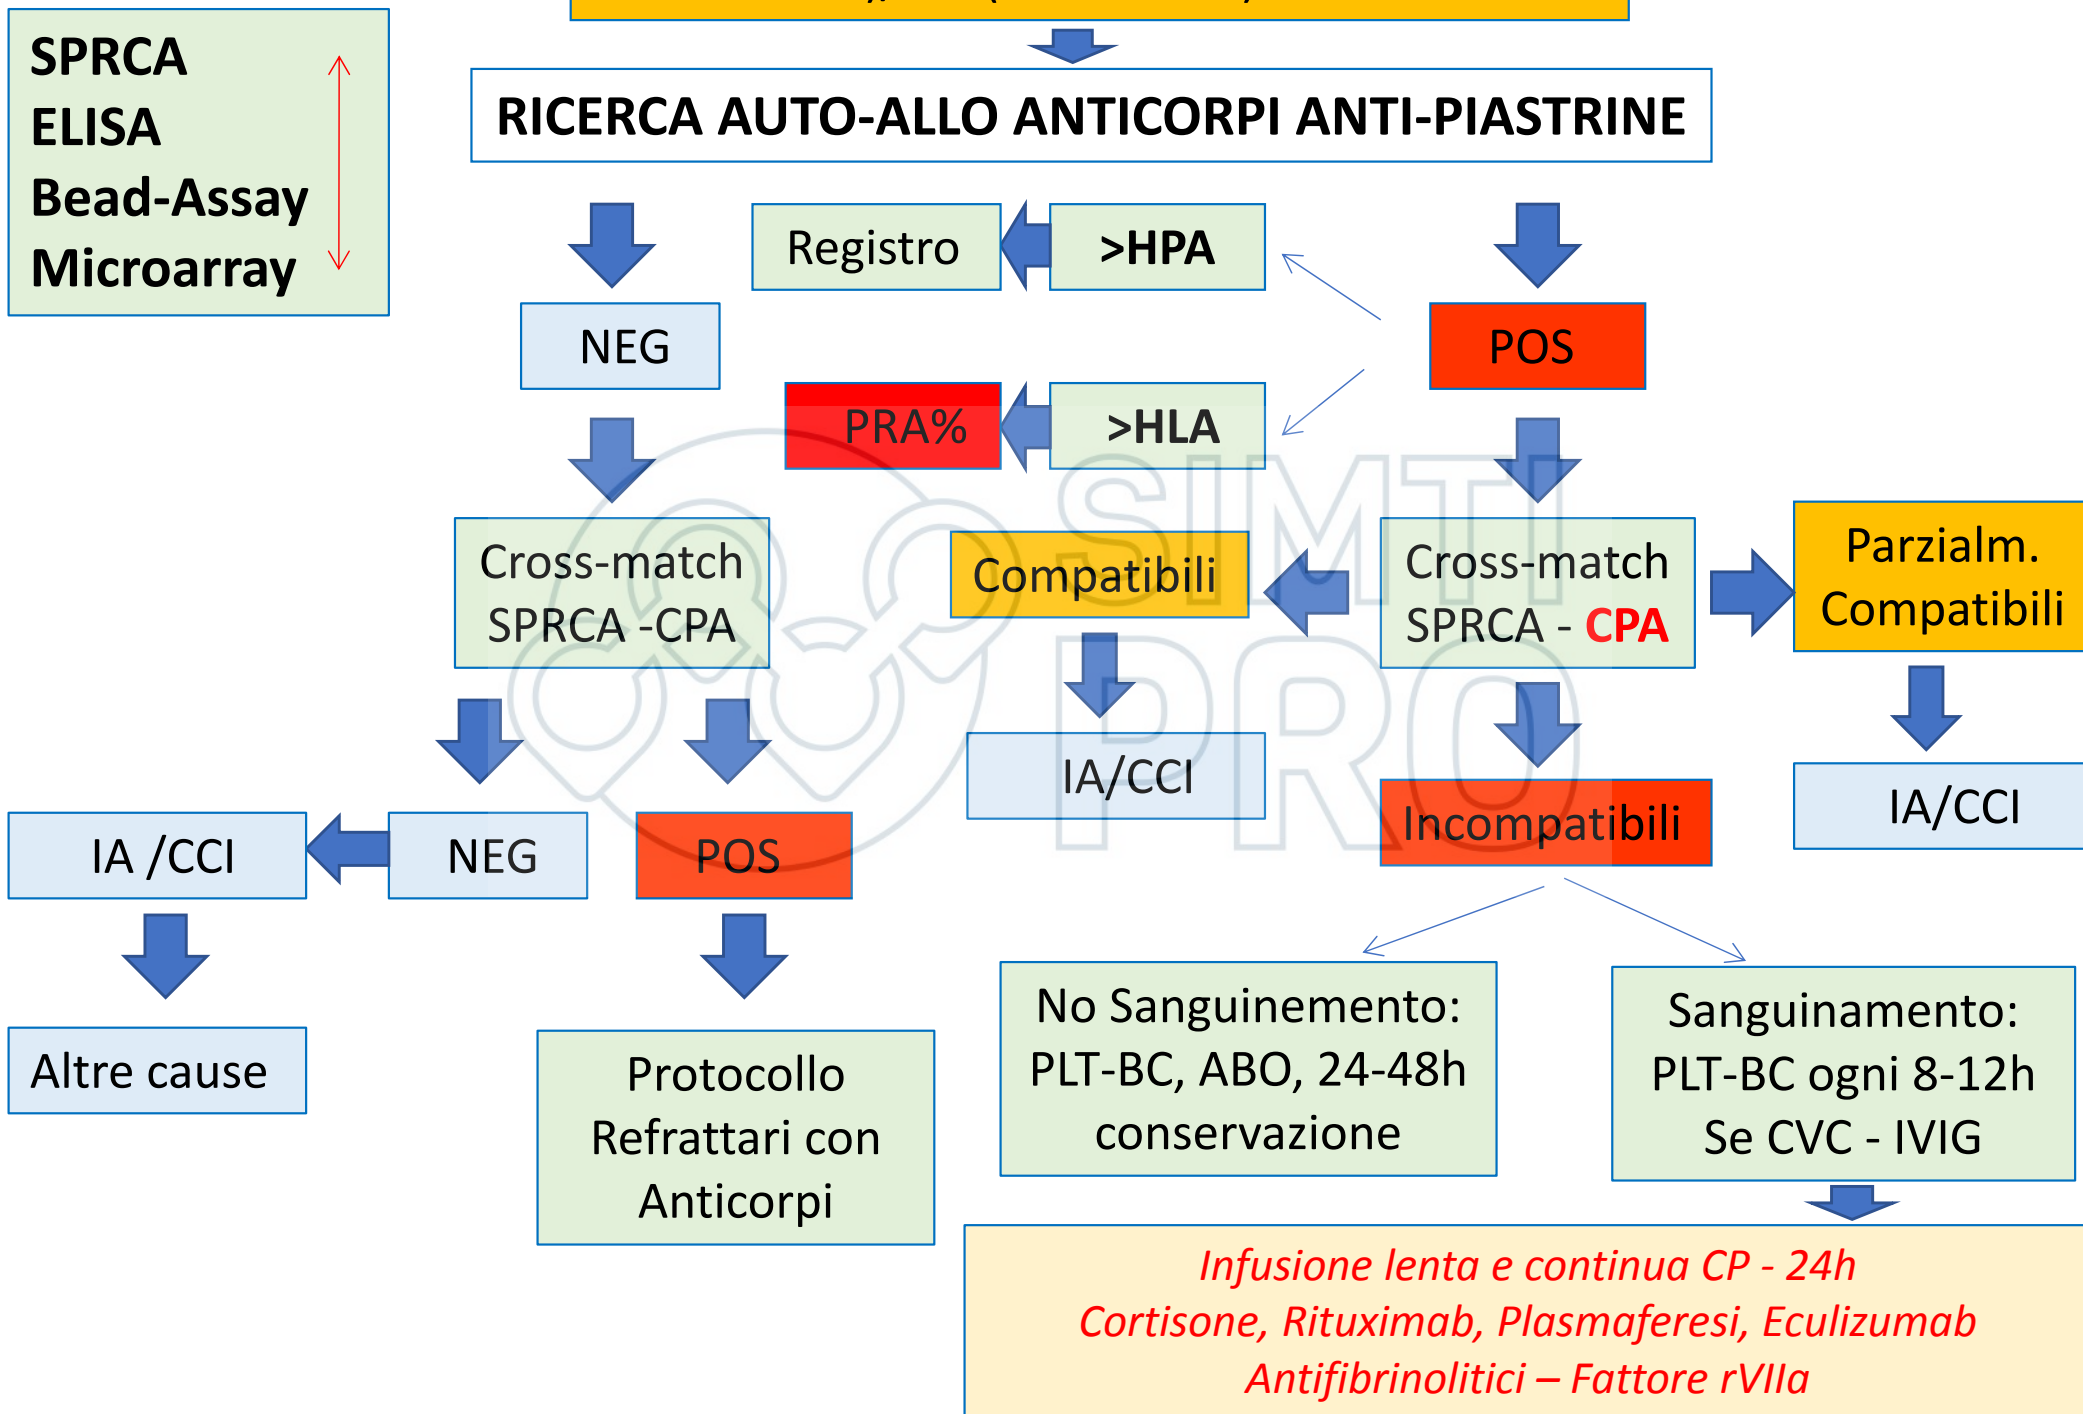 SPRCA
ELISA
Bead-Assay
Microarray
RICERCA AUTO-ALLO ANTICORPI ANTI-PIASTRINE
Registro
>HPA
NEG
POS
PRA%
>HLA
Cross-match
SPRCA -CPA
Compatibili
Cross-match
SPRCA - CPA
Parzialm.
Compatibili
IA/CCI
Incompatibili
IA/CCI
IA /CCI
NEG
POS
Altre cause
Protocollo
Refrattari con
Anticorpi
No Sanguinemento:
PLT-BC, ABO, 24-48h
conservazione
Sanguinamento:
PLT-BC ogni 8-12h
Se CVC - IVIG
Infusione lenta e continua CP - 24h
Cortisone, Rituximab, Plasmaferesi, Eculizumab
Antifibrinolitici – Fattore rVIIa
SIMTI
PRO